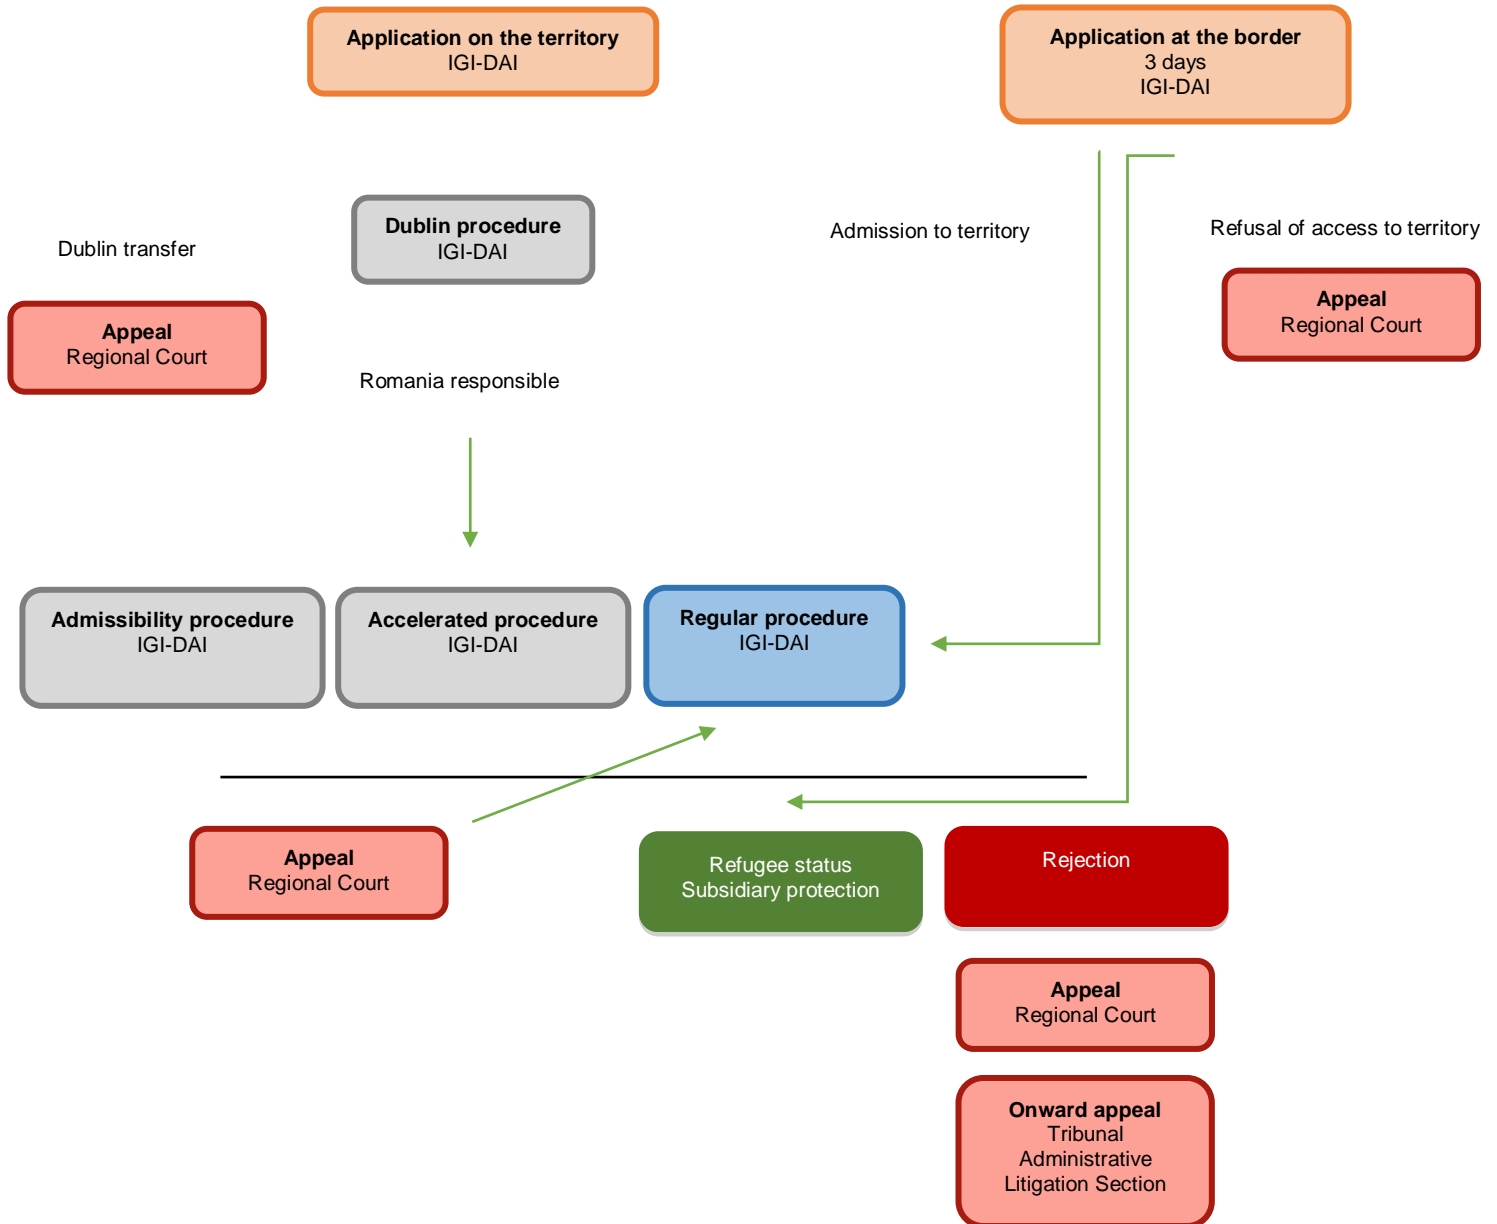 Application on the territory
IGI-DAI
Application at the border
3 days
IGI-DAI
Dublin procedure
IGI-DAI
Dublin transfer
Admission to territory
Refusal of access to territory
Appeal
Regional Court
Appeal
Regional Court
Romania responsible
Admissibility procedure
IGI-DAI
Accelerated procedure
IGI-DAI
Regular procedure
IGI-DAI
Appeal
Regional Court
Refugee status
Subsidiary protection
Rejection
Appeal
Regional Court
Onward appeal
Tribunal
Administrative
Litigation Section